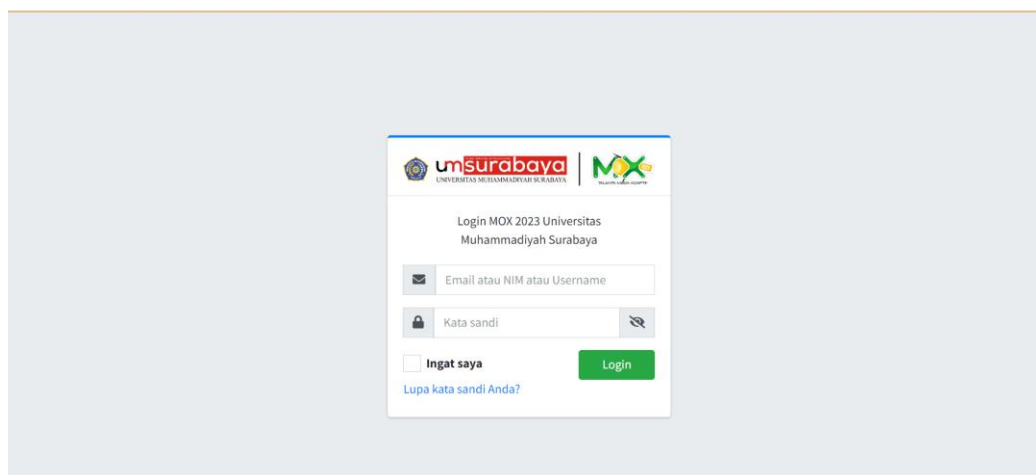 umsurabaya
UNIVERSITAS MUHAMMADIYAH SURABAYA
MOX
Login MOX 2023 Universitas
Muhammadiyah Surabaya
Email atau NIM atau Username
Kata sandi
Ingat saya
Login
Lupa kata sandi Anda?